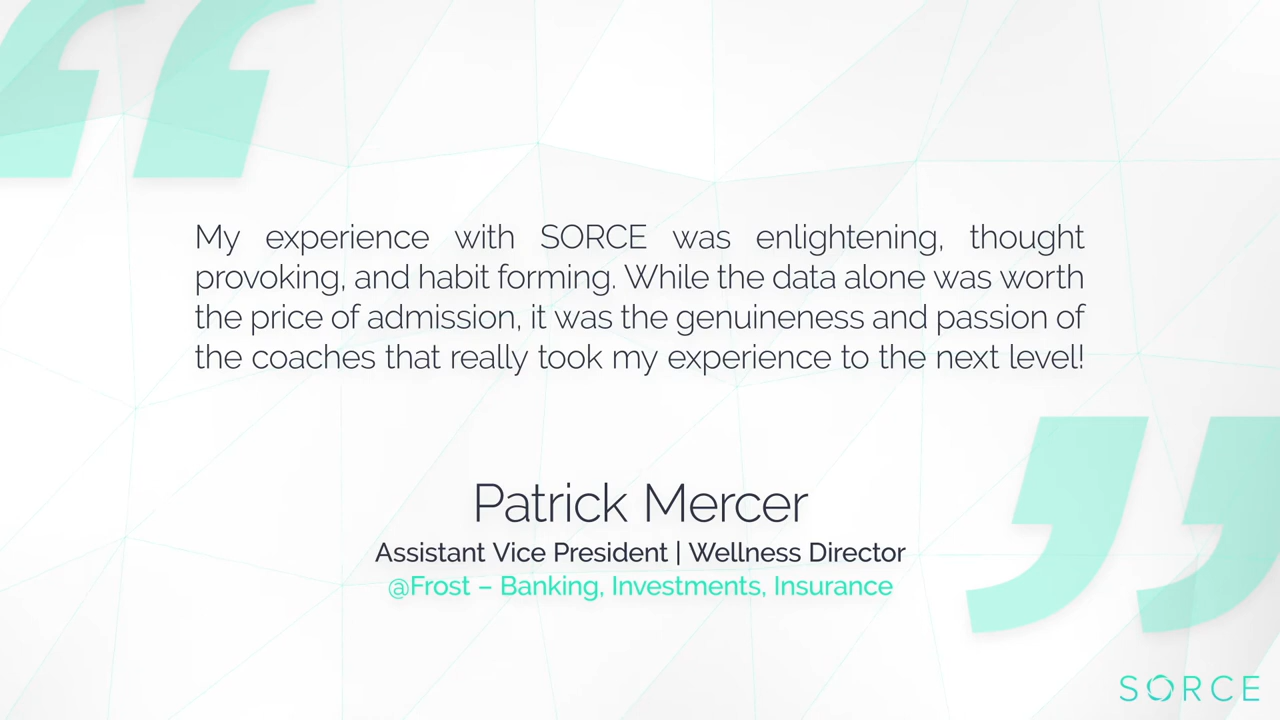 My experience with SORCE was enlightening, thought
provoking, and habit forming. While the data alone was worth
the price of admission, it was the genuineness and passion of
the coaches that really took my experience to the next level!
Patrick Mercer
Assistant Vice President | Wellness Director
@Frost – Banking, Investments, Insurance
SORCE